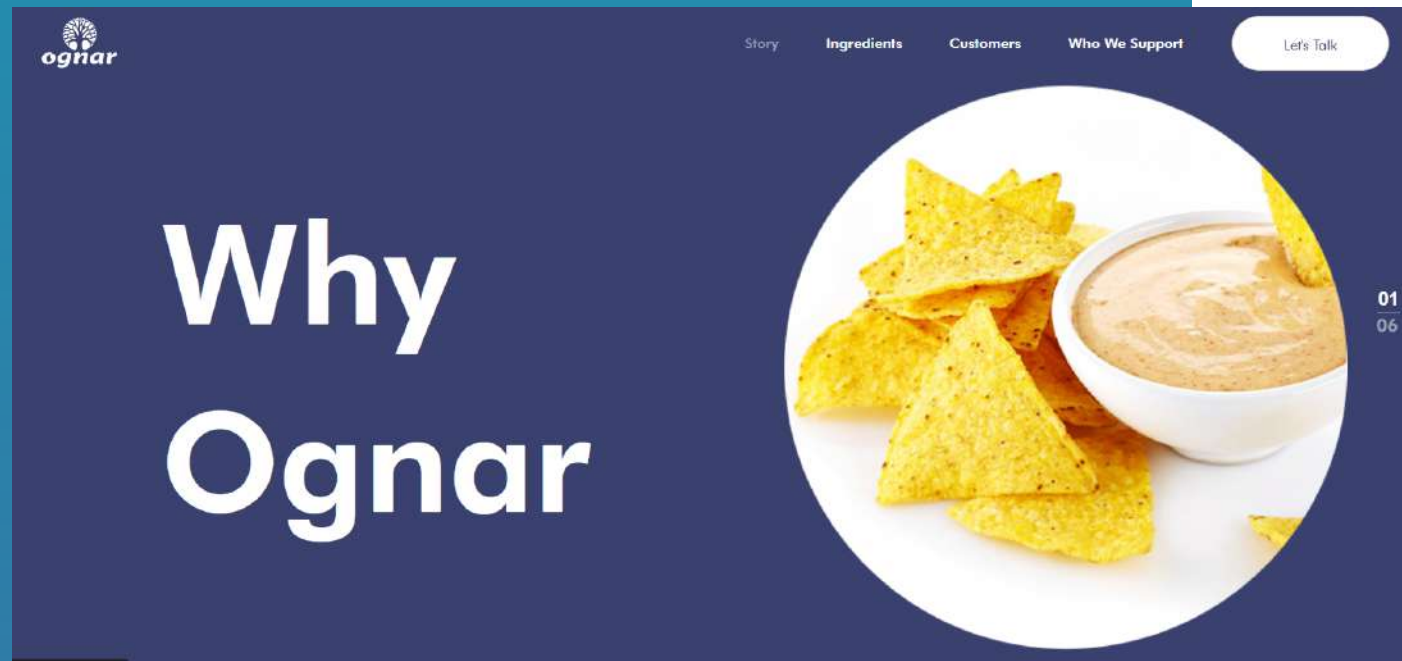 ognar
Story
Ingredients
Customers
Who We Support
Let's Talk
Why
Ognar
01
06